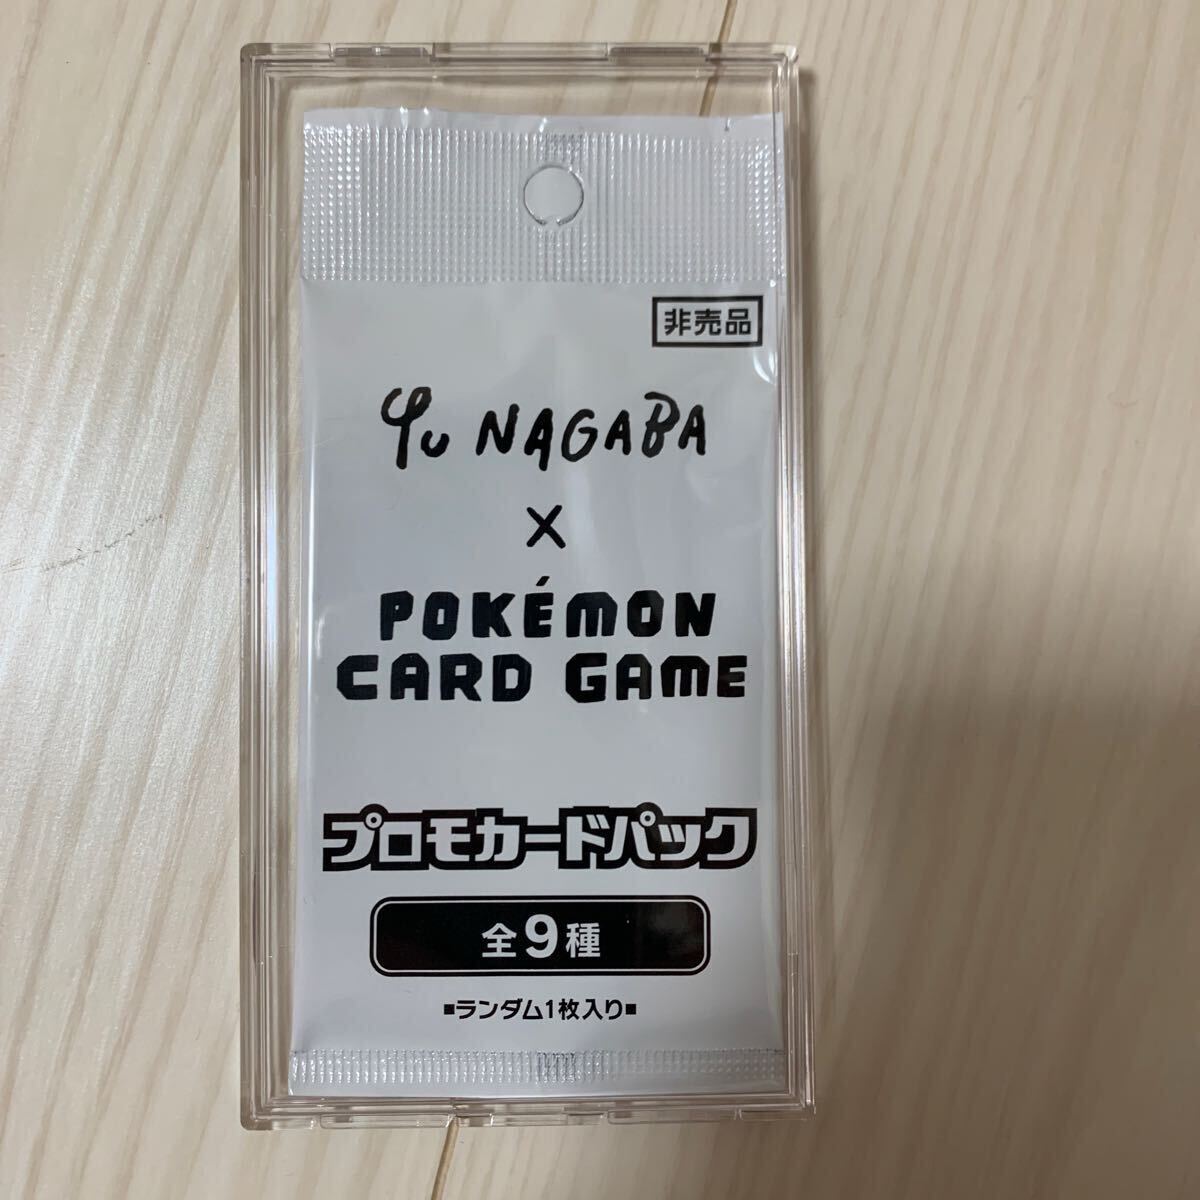 非売品
Yu NAGABA
×
POKÉMON
CARD GAME
プロモカードパック
全9種
■ランダム1枚入り■